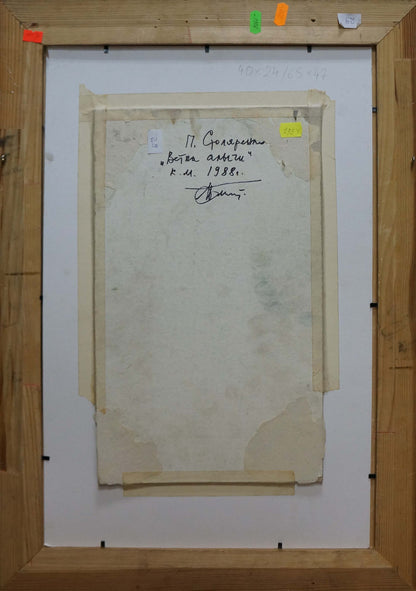 40×24/65×47
П. Столяренко
„Ветка алычи"
к.м. 1988г.